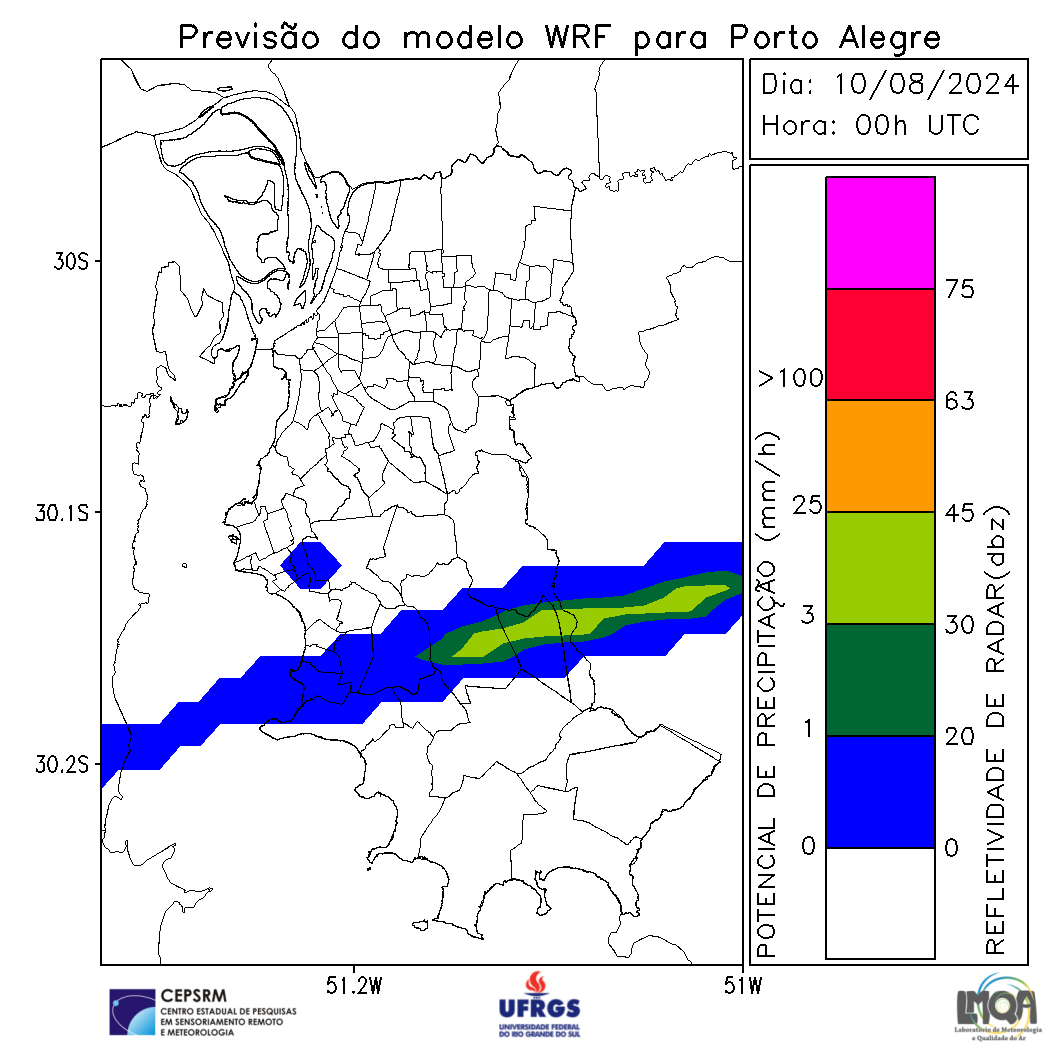 Previsão do modelo WRF para Porto Alegre
Dia: 10/08/2024
Hora: 00h UTC
30S
30.1S
30.2S
51.2W
51W
POTENCIAL DE PRECIPITAÇÃO (mm/h)
>100
25
3
1
0
75
63
45
30
20
0
REFLETIVIDADE DE RADAR(dbz)
CEPSRM
CENTRO ESTADUAL DE PESQUISAS
EM SENSORIAMENTO REMOTO
E METEOROLOGIA
UFRGS
UNIVERSIDADE FEDERAL
DO RIO GRANDE DO SUL
LMQA
Laboratório de Meteorologia
e Qualidade do Ar